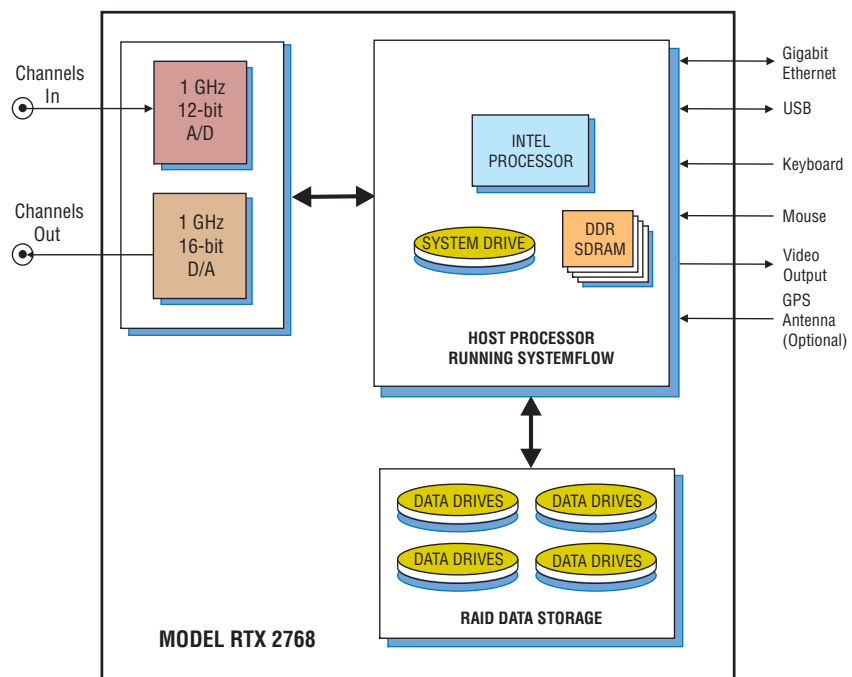 Channels
In
1 GHz
12-bit
A/D
Channels
Out
1 GHz
16-bit
D/A
INTEL
PROCESSOR
SYSTEM DRIVE
DDR
SDRAM
HOST PROCESSOR
RUNNING SYSTEMFLOW
Gigabit
Ethernet
USB
Keyboard
Mouse
Video
Output
GPS
Antenna
(Optional)
DATA DRIVES
DATA DRIVES
DATA DRIVES
DATA DRIVES
RAID DATA STORAGE
MODEL RTX 2768